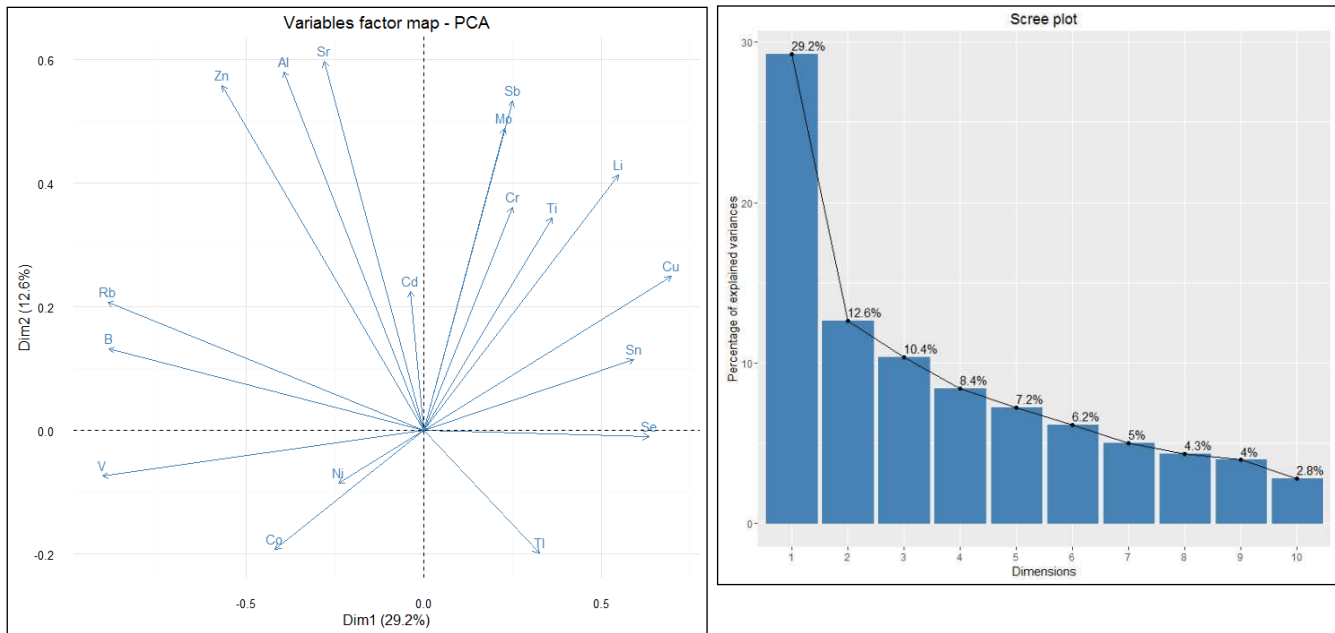 Variables factor map - PCA
Sr
Al
Zn
Sb
Mo
Li
Cr
Ti
Cu
Cd
Rb
B
Sn
Se
V
Ni
Co
Tl
0.6
0.4
0.2
0.0
-0.2
Dim2 (12.6%)
-0.5
0.0
0.5
Dim1 (29.2%)
Scree plot
30
20
10
0
Percentage of explained variances
29.2%
12.6%
10.4%
8.4%
7.2%
6.2%
5%
4.3%
4%
2.8%
1
2
3
4
5
6
7
8
9
10
Dimensions